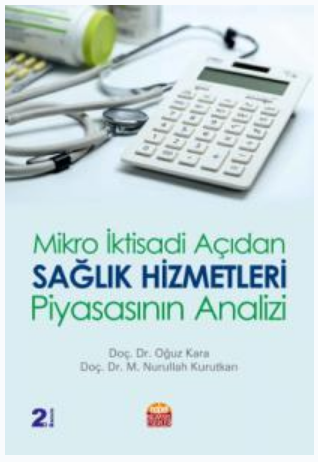 Mikro İktisadi Açıdan
SAĞLIK HİZMETLERİ
Piyasasının Analizi
Doç. Dr. Oğuz Kara
Doç. Dr. M. Nurullah Kurutkan
2.